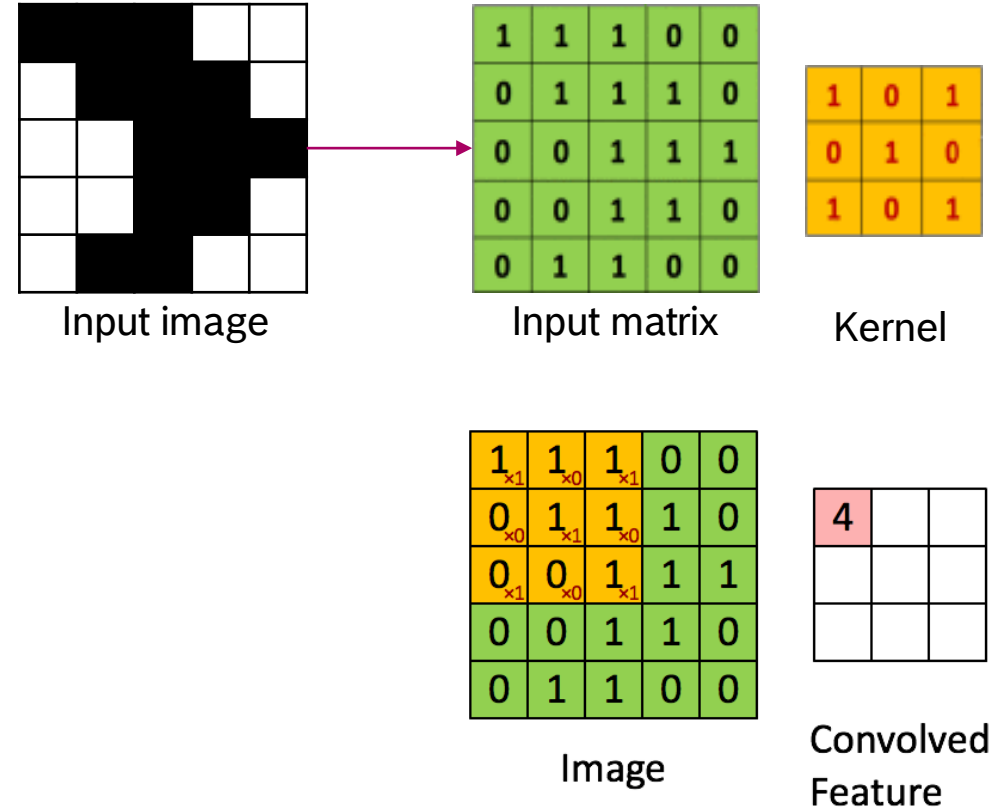 1 1 1 0 0
0 1 1 1 0
0 0 1 1 1
0 0 1 1 0
0 1 1 0 0
1 0 1
0 1 0
1 0 1
Input image
Input matrix
Kernel
1×1 1×0 1×1 0 0
0×0 1×1 1×0 1 0
0×1 0×0 1×1 1 1
0 0 1 1 0
0 1 1 0 0
4
Image
Convolved
Feature